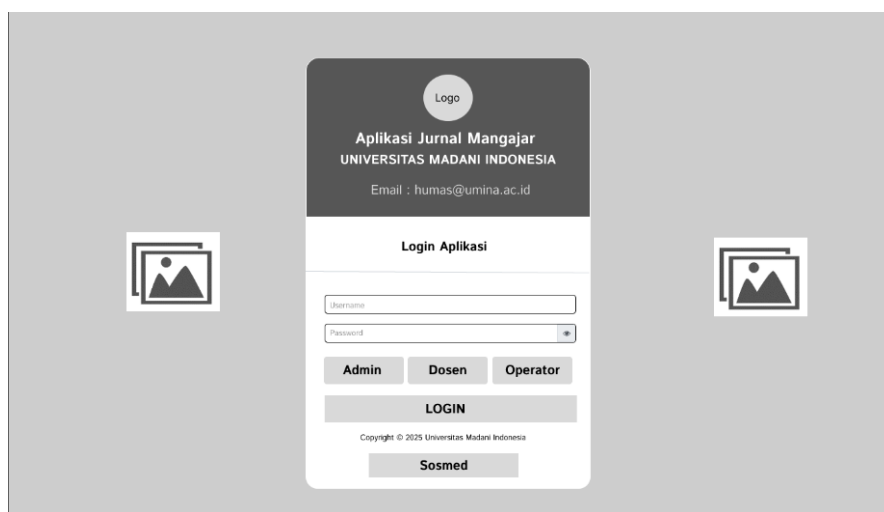 Logo
Aplikasi Jurnal Mangajar
UNIVERSITAS MADANI INDONESIA
Email : humas@umina.ac.id
Login Aplikasi
Username
Password
Admin Dosen Operator
LOGIN
Copyright © 2025 Universitas Madani Indonesia
Sosmed